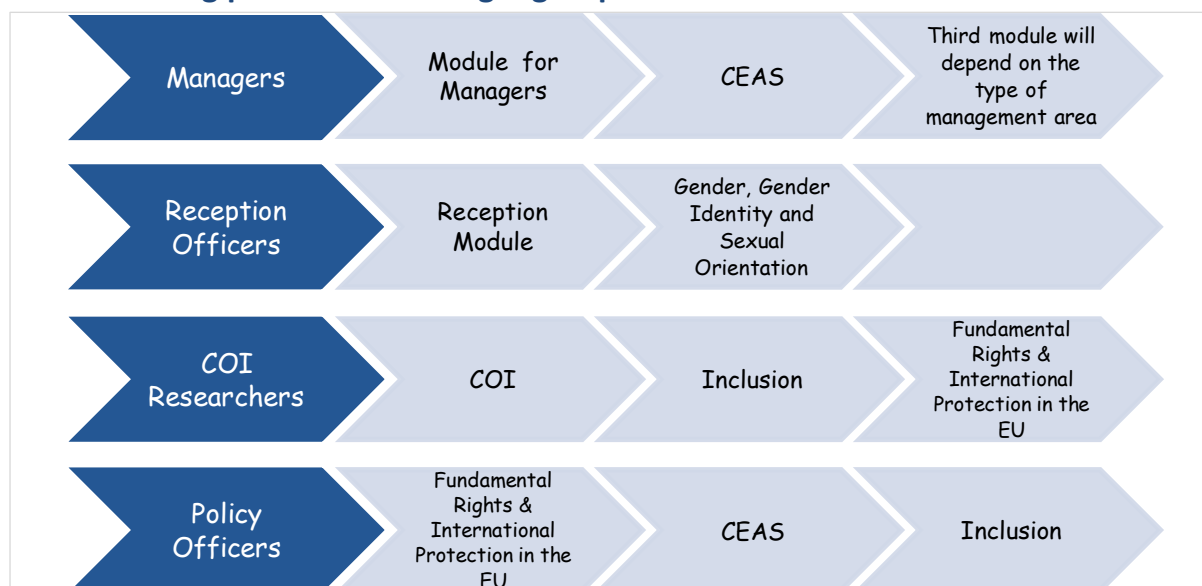 Managers
Module for
Managers
CEAS
Third module will
depend on the
type of
management area
Reception
Officers
Reception
Module
Gender, Gender
Identity and
Sexual
Orientation
COI
Researchers
COI
Inclusion
Fundamental
Rights &
International
Protection in the
EU
Policy
Officers
Fundamental
Rights &
International
Protection in the
EU
CEAS
Inclusion